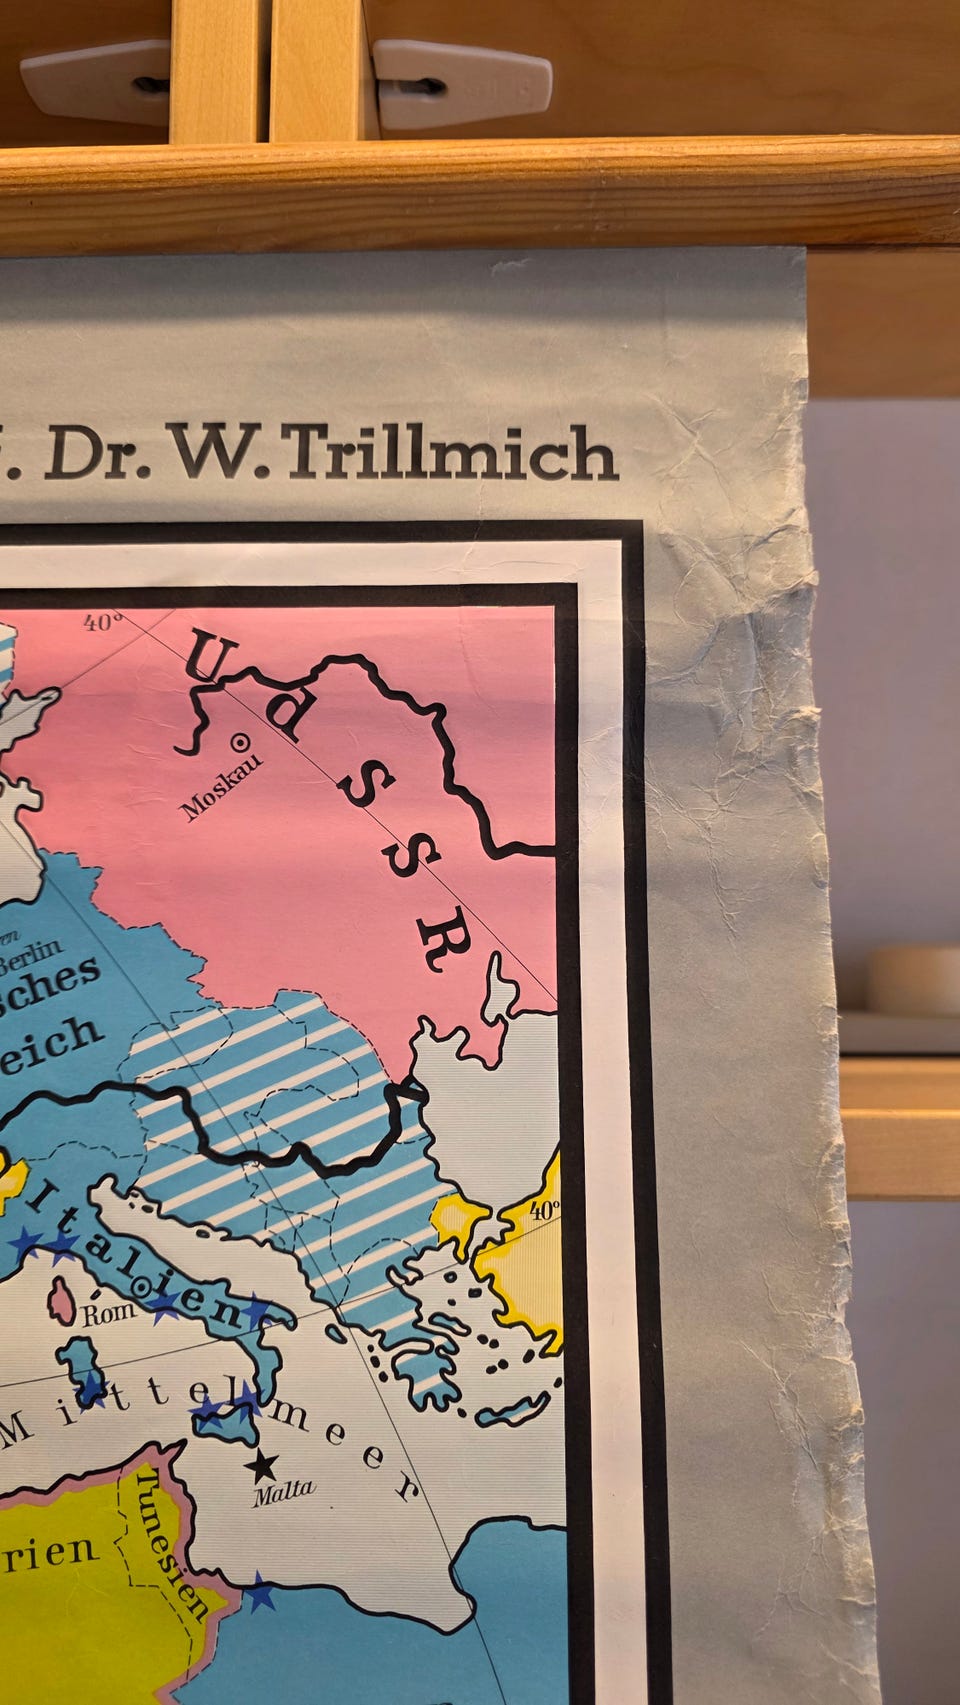 . Dr. W. Trillmich
40°
UdSSR
Moskau
Berlin
sches
eich
Italien
40°
Rom
Mittelmeer
Malta
Tunesien
rien